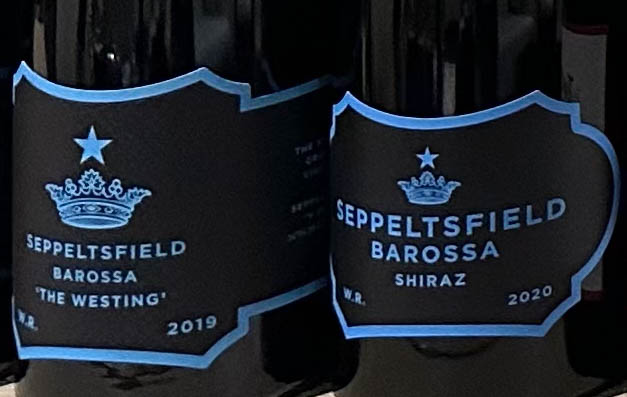 SEPPELTSFIELD
BAROSSA
'THE WESTING'
W.R.
2019
SEPPELTSFIELD
BAROSSA
SHIRAZ
W.R.
2020